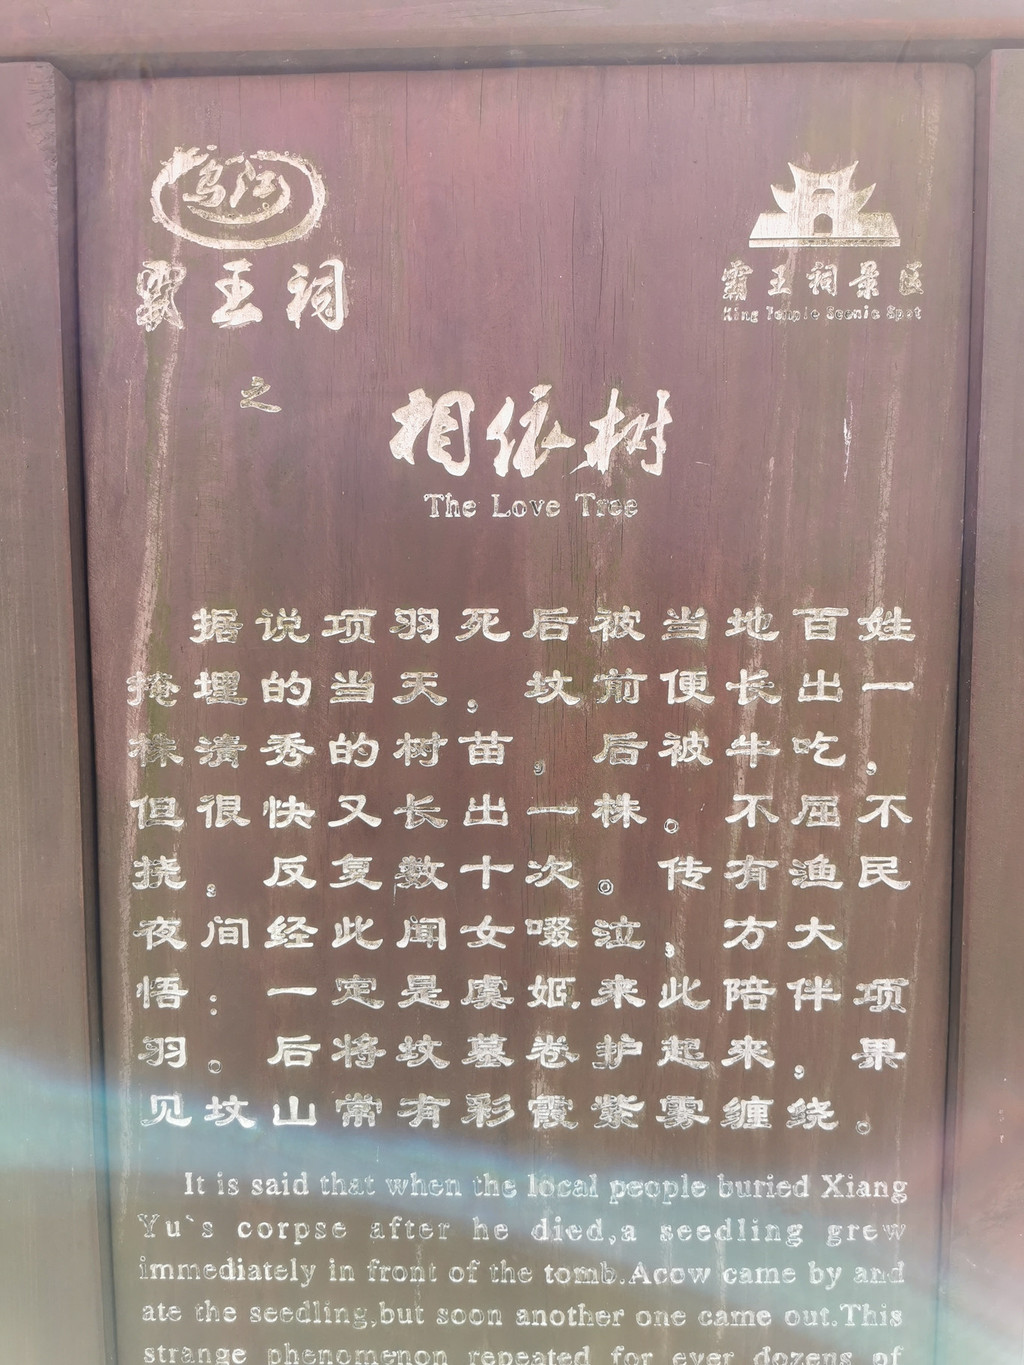 乌江
霸王祠
霸王祠景区
King Temple Scenic Spot
之
相依树
The Love Tree
据说项羽死后被当地百姓
掩埋的当天，坟前便长出一
株清秀的树苗，后被牛吃，
但很快又长出一株。不屈不
挠，反复数十次。传有渔民
夜间经此闻女啜泣，方大
悟：一定是虞姬来此陪伴项
羽。后将坟墓卷护起来，果
见坟山常有彩霞紫雾缠绕。
It is said that when the local people buried Xiang
Yu`s corpse after he died,a seedling grew
immediately in front of the tomb.Acow came by and
ate the seedling,but soon another one came out.This
strange phenomenon repeated for ever dozens of